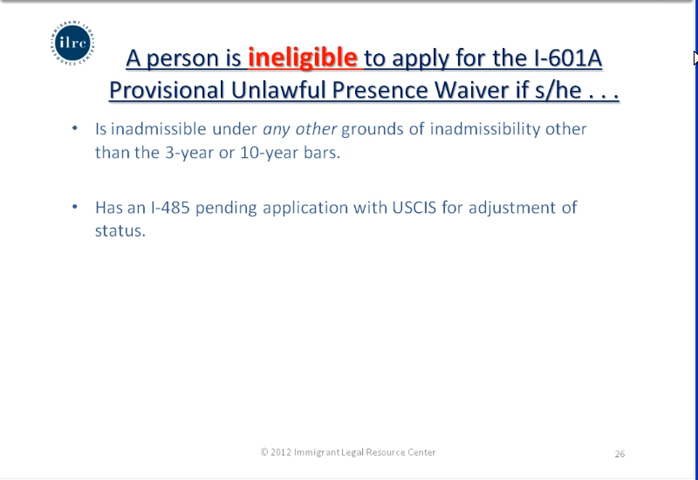 ilrc
A person is ineligible to apply for the I-601A
Provisional Unlawful Presence Waiver if s/he . . .
• Is inadmissible under any other grounds of inadmissibility other
than the 3-year or 10-year bars.
• Has an I-485 pending application with USCIS for adjustment of
status.
© 2012 Immigrant Legal Resource Center
26